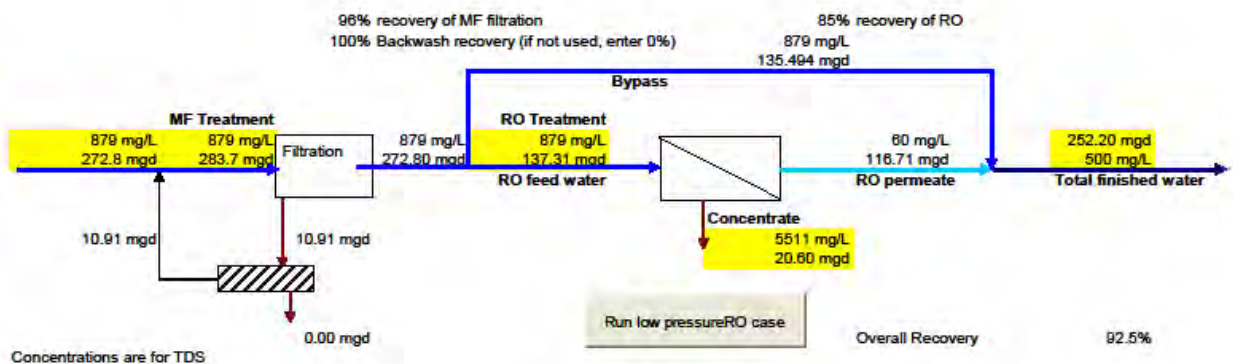 96% recovery of MF filtration
85% recovery of RO
100% Backwash recovery (if not used, enter 0%)
879 mg/L
135.494 mgd
Bypass
MF Treatment
RO Treatment
879 mg/L
879 mg/L
Filtration
879 mg/L
879 mg/L
60 mg/L
252.20 mgd
272.8 mgd
283.7 mgd
272.80 mgd
137.31 mgd
116.71 mgd
500 mg/L
RO feed water
RO permeate
Total finished water
Concentrate
10.91 mgd
10.91 mgd
5511 mg/L
20.60 mgd
Run low pressureRO case
0.00 mgd
Overall Recovery
92.5%
Concentrations are for TDS